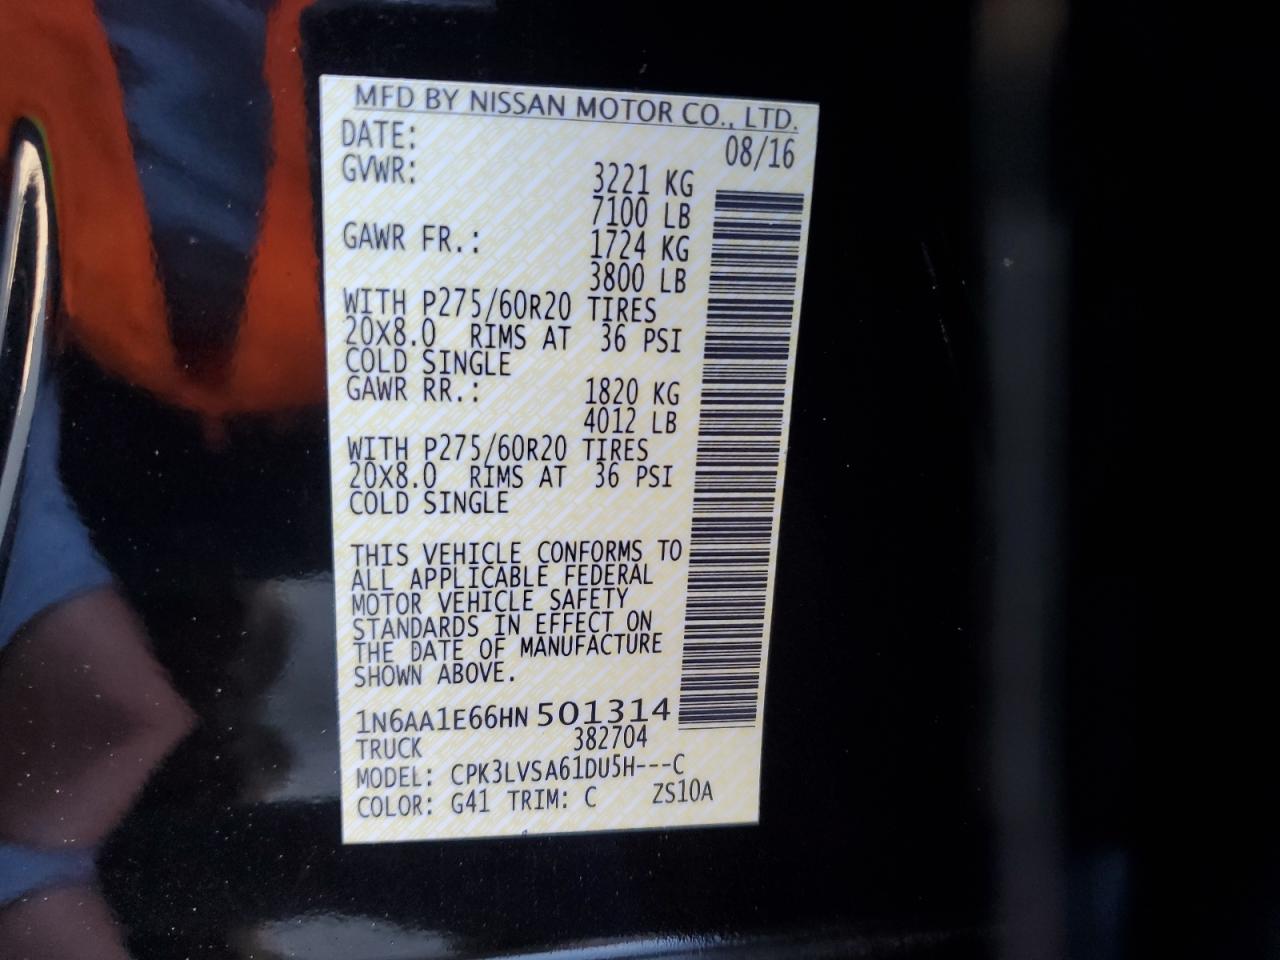 MFD BY NISSAN MOTOR CO., LTD.
DATE: 08/16
GVWR: 3221 KG
7100 LB
GAWR FR.: 1724 KG
3800 LB
WITH P275/60R20 TIRES
20X8.0 RIMS AT 36 PSI
COLD SINGLE
GAWR RR.: 1820 KG
4012 LB
WITH P275/60R20 TIRES
20X8.0 RIMS AT 36 PSI
COLD SINGLE
THIS VEHICLE CONFORMS TO
ALL APPLICABLE FEDERAL
MOTOR VEHICLE SAFETY
STANDARDS IN EFFECT ON
THE DATE OF MANUFACTURE
SHOWN ABOVE.
1N6AA1E66HN501314
TRUCK 382704
MODEL: CPK3LVSA61DU5H---C
COLOR: G41 TRIM: C ZS10A